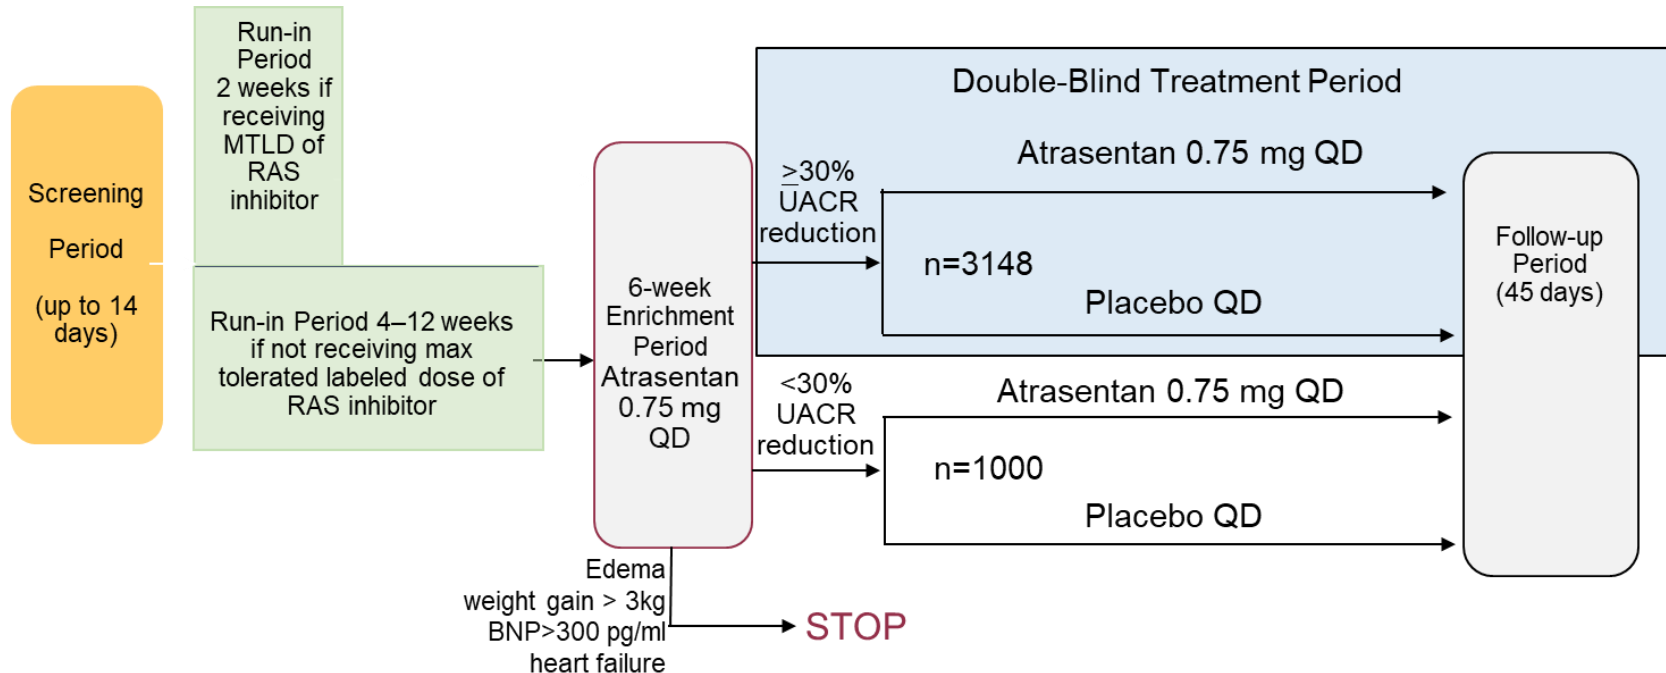 Screening
Period
(up to 14
days)
Run-in
Period
2 weeks if
receiving
MTLD of
RAS
inhibitor
Run-in Period 4–12 weeks
if not receiving max
tolerated labeled dose of
RAS inhibitor
6-week
Enrichment
Period
Atrasentan
0.75 mg
QD
Edema
weight gain > 3kg
BNP>300 pg/ml
heart failure
STOP
Double-Blind Treatment Period
≥30%
UACR
reduction
Atrasentan 0.75 mg QD
n=3148
Placebo QD
<30%
UACR
reduction
Atrasentan 0.75 mg QD
n=1000
Placebo QD
Follow-up
Period
(45 days)